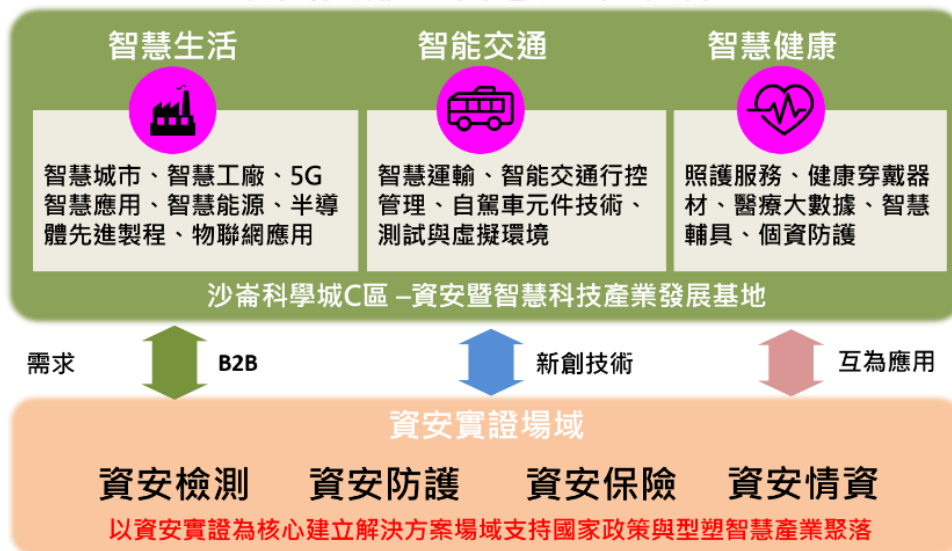 智慧生活
智能交通
智慧健康
智慧城市、智慧工廠、5G
智慧應用、智慧能源、半導
體先進製程、物聯網應用
智慧運輸、智能交通行控
管理、自駕車元件技術、
測試與虛擬環境
照護服務、健康穿戴器
材、醫療大數據、智慧
輔具、個資防護
沙崙科學城C區 –資安暨智慧科技產業發展基地
需求
B2B
新創技術
互為應用
資安實證場域
資安檢測
資安防護
資安保險
資安情資
以資安實證為核心建立解決方案場域支持國家政策與型塑智慧產業聚落